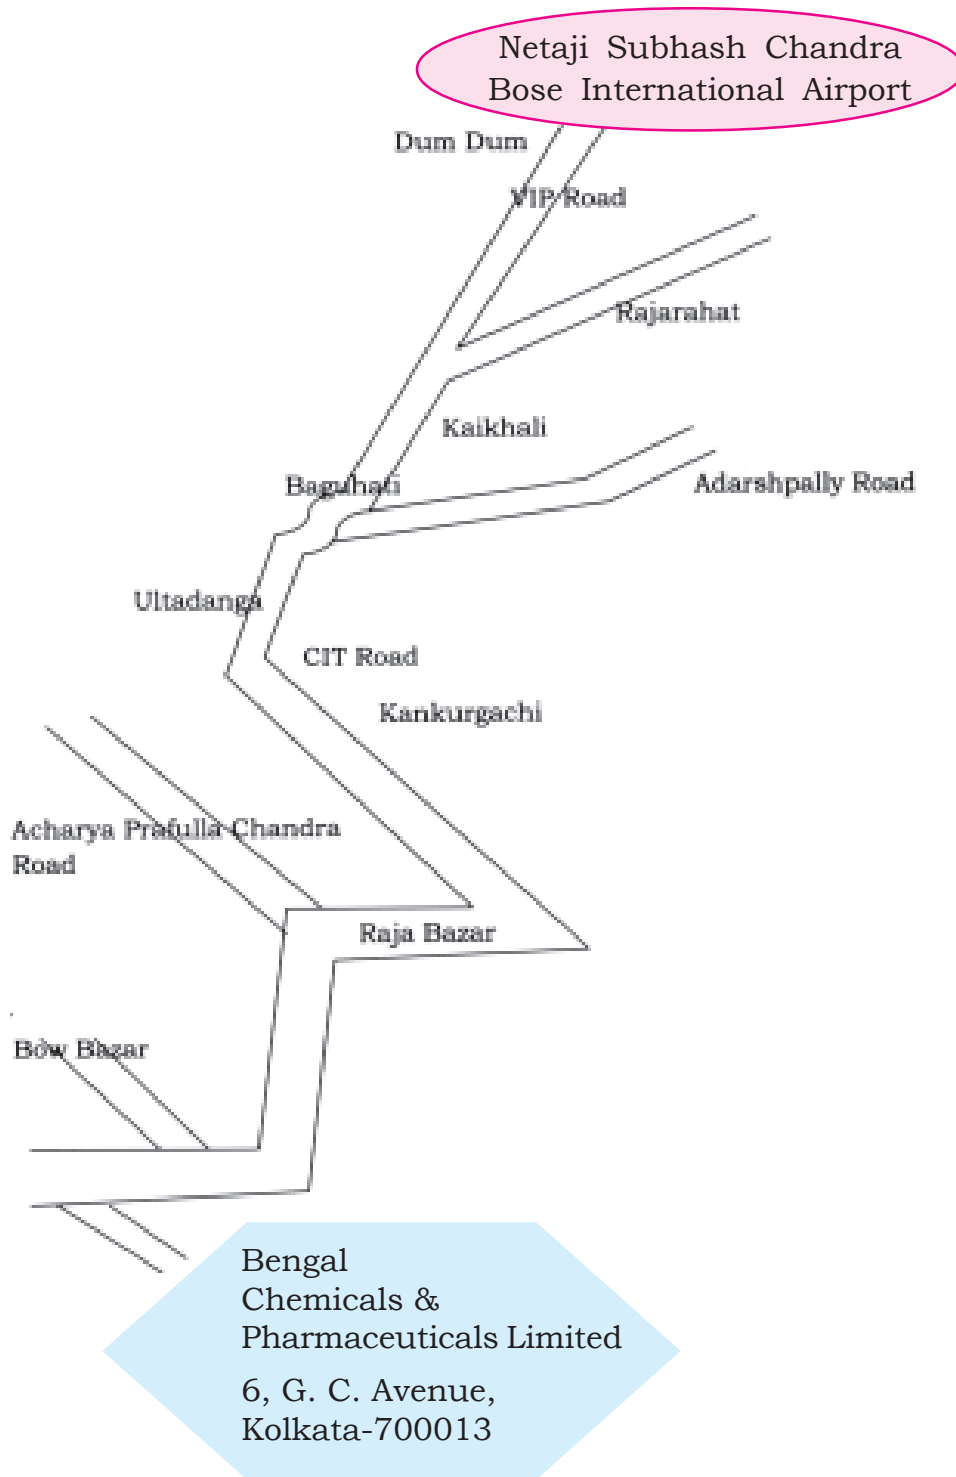 Netaji Subhash Chandra
Bose International Airport
Dum Dum
VIP Road
Rajarahat
Kaikhali
Baguhati
Adarshpally Road
Ultadanga
CIT Road
Kankurgachi
Acharya Prafulla Chandra
Road
Raja Bazar
Bow Bazar
Bengal
Chemicals &
Pharmaceuticals Limited
6, G. C. Avenue,
Kolkata-700013